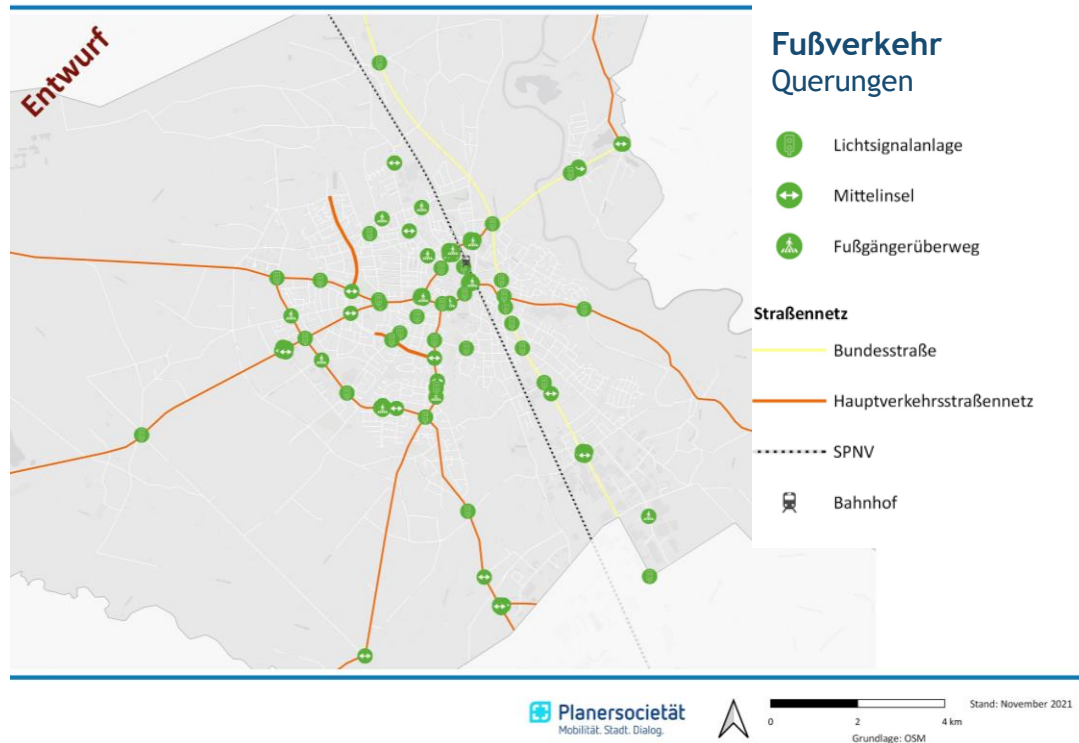 Entwurf
Fußverkehr
Querungen
Lichtsignalanlage
Mittelinsel
Fußgängerüberweg
Straßennetz
Bundesstraße
Hauptverkehrsstraßennetz
SPNV
Bahnhof
Planersocietät
Mobilität. Stadt. Dialog.
0 2 4 km
Grundlage: OSM
Stand: November 2021